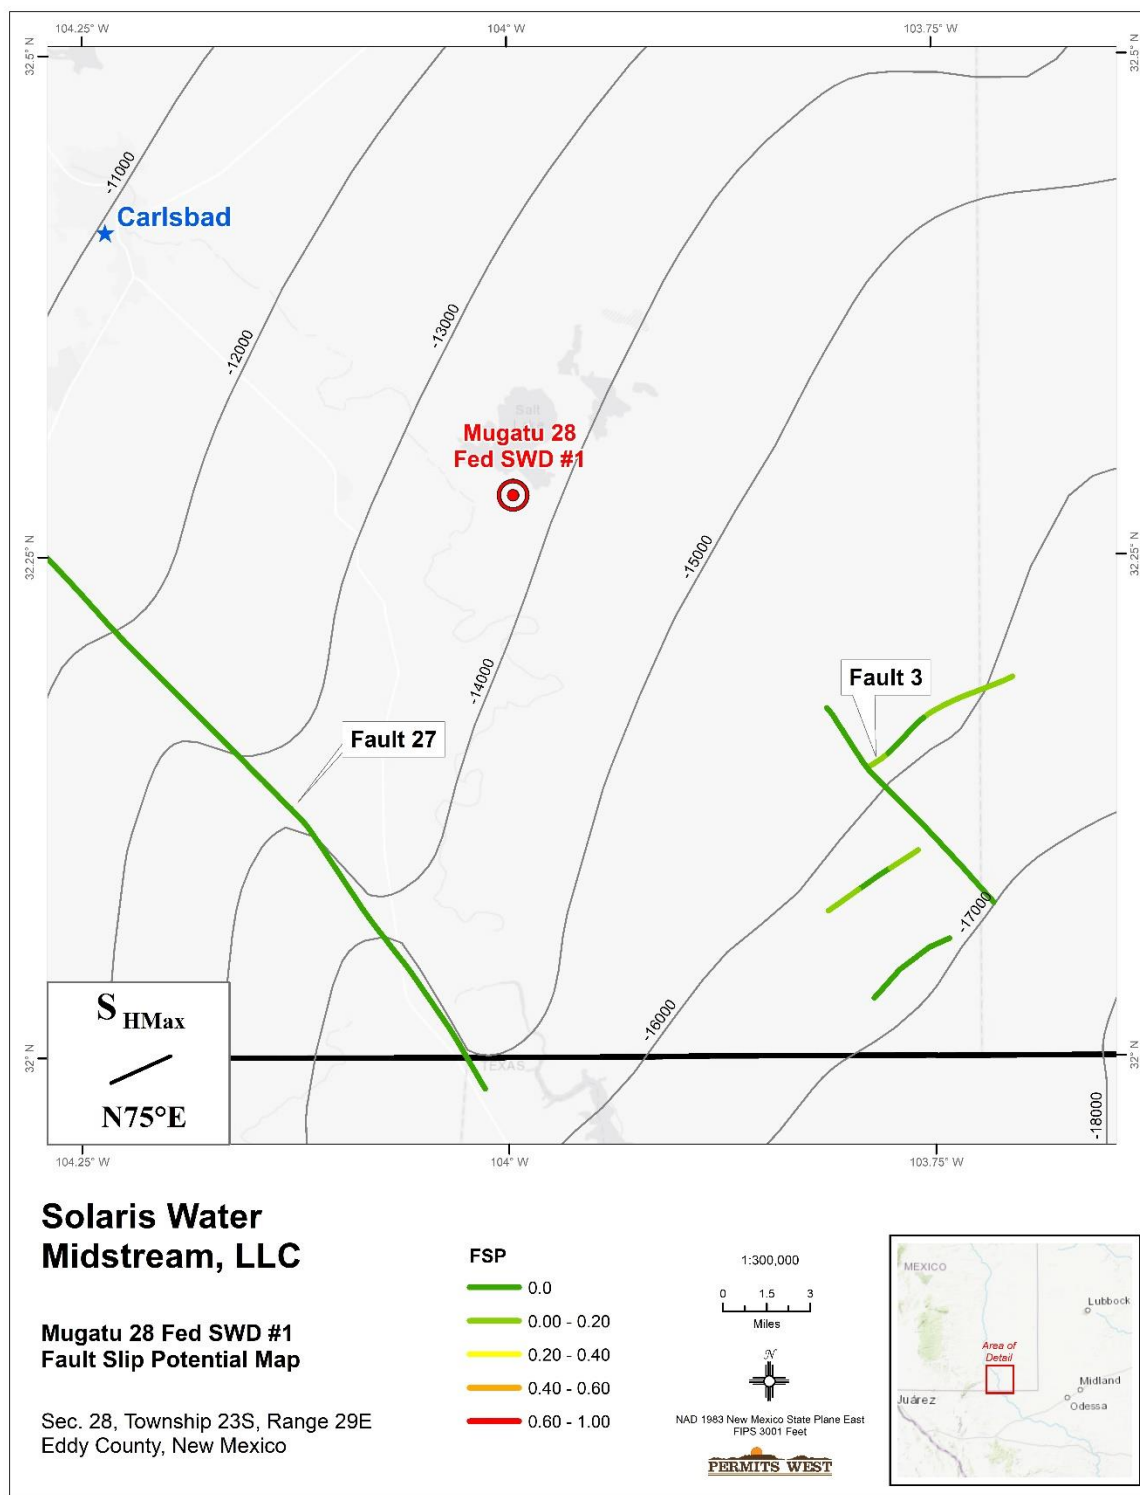 104.25° W
104° W
103.75° W
32.5° N
32.5° N
-11000
Carlsbad
-12000
-13000
Salt
Mugatu 28
Fed SWD #1
-15000
32.25° N
32.25° N
-14000
Fault 3
Fault 27
-17000
-16000
S HMax
N75°E
32° N
32° N
TEXAS
-18000
104.25° W
104° W
103.75° W
Solaris Water
Midstream, LLC
Mugatu 28 Fed SWD #1
Fault Slip Potential Map
Sec. 28, Township 23S, Range 29E
Eddy County, New Mexico
FSP
0.0
0.00 - 0.20
0.20 - 0.40
0.40 - 0.60
0.60 - 1.00
1:300,000
0 1.5 3
Miles
N
NAD 1983 New Mexico State Plane East
FIPS 3001 Feet
PERMITS WEST
MEXICO
Lubbock
Area of
Detail
Midland
Odessa
Juárez